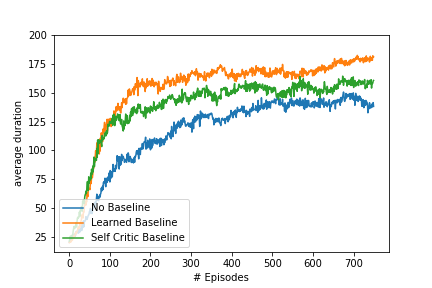 200
175
150
125
100
75
50
25
average duration
No Baseline
Learned Baseline
Self Critic Baseline
0 100 200 300 400 500 600 700
# Episodes